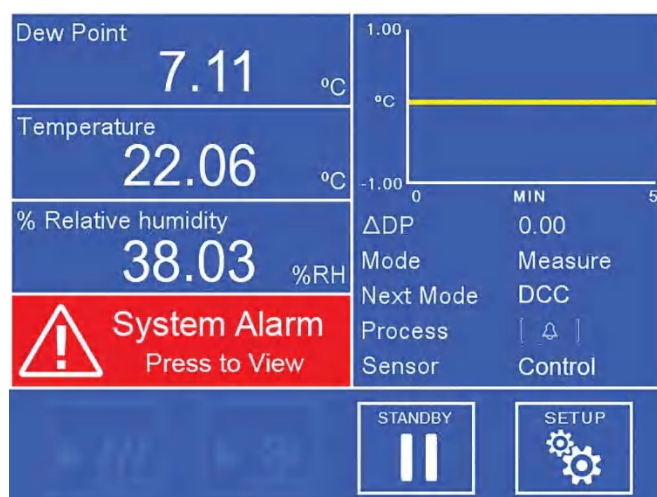 Dew Point
7.11 ºC
Temperature
22.06 ºC
% Relative humidity
38.03 %RH
System Alarm
Press to View
1.00
ºC
-1.00
0 MIN 5
ΔDP 0.00
Mode Measure
Next Mode DCC
Process [ ]
Sensor Control
STANDBY
SETUP